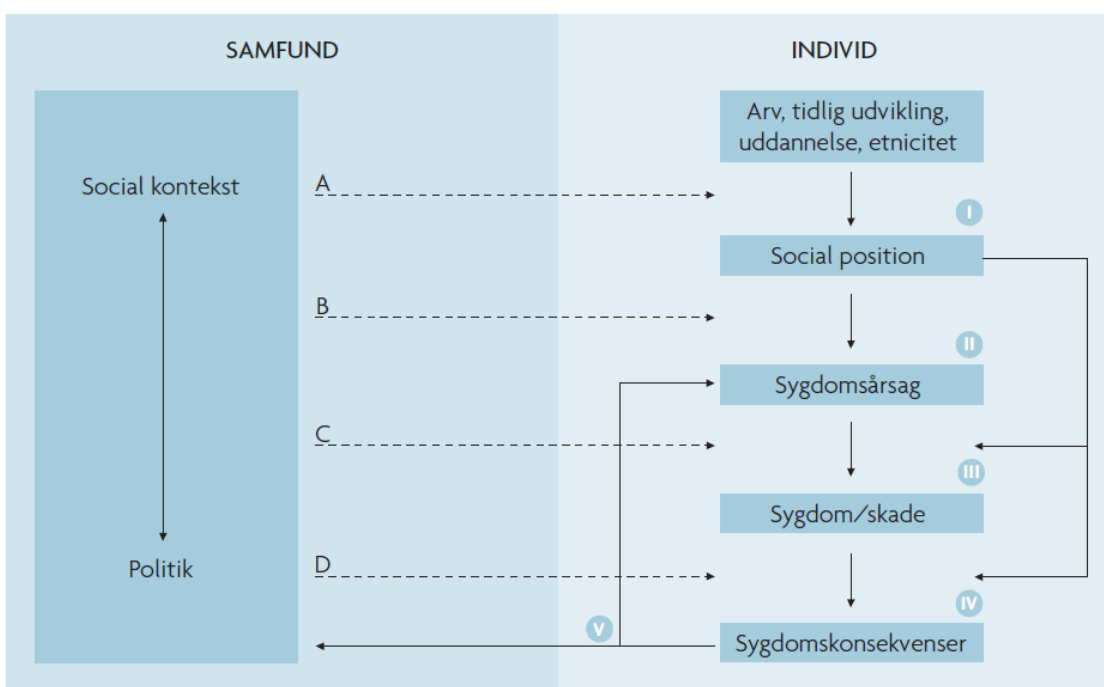 SAMFUND
INDIVID
Arv, tidlig udvikling,
uddannelse, etnicitet
Social kontekst
A
I
Social position
B
II
Sygdomsårsag
C
III
Sygdom/skade
Politik
D
IV
V
Sygdomskonsekvenser